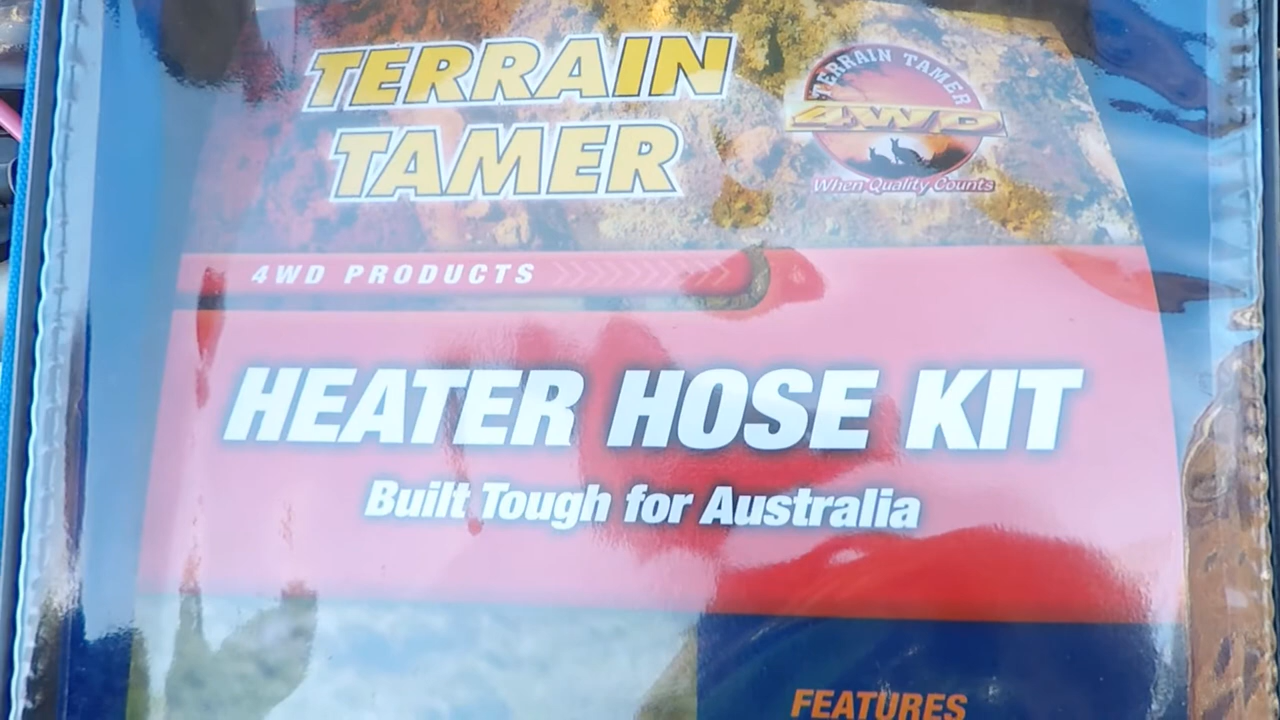 TERRAIN
TAMER
TERRAIN TAMER
4WD
When Quality Counts
4WD PRODUCTS
HEATER HOSE KIT
Built Tough for Australia
FEATURES